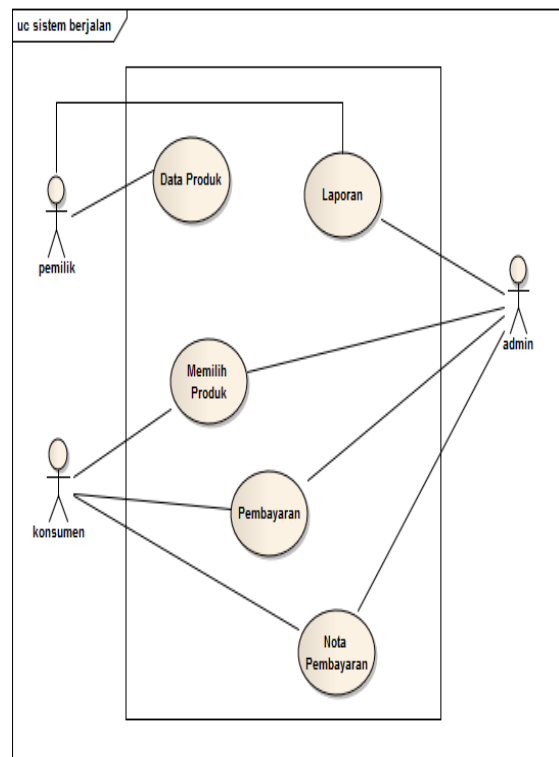 uc sistem berjalan
Data Produk
Laporan
pemilik
admin
Memilih
Produk
konsumen
Pembayaran
Nota
Pembayaran